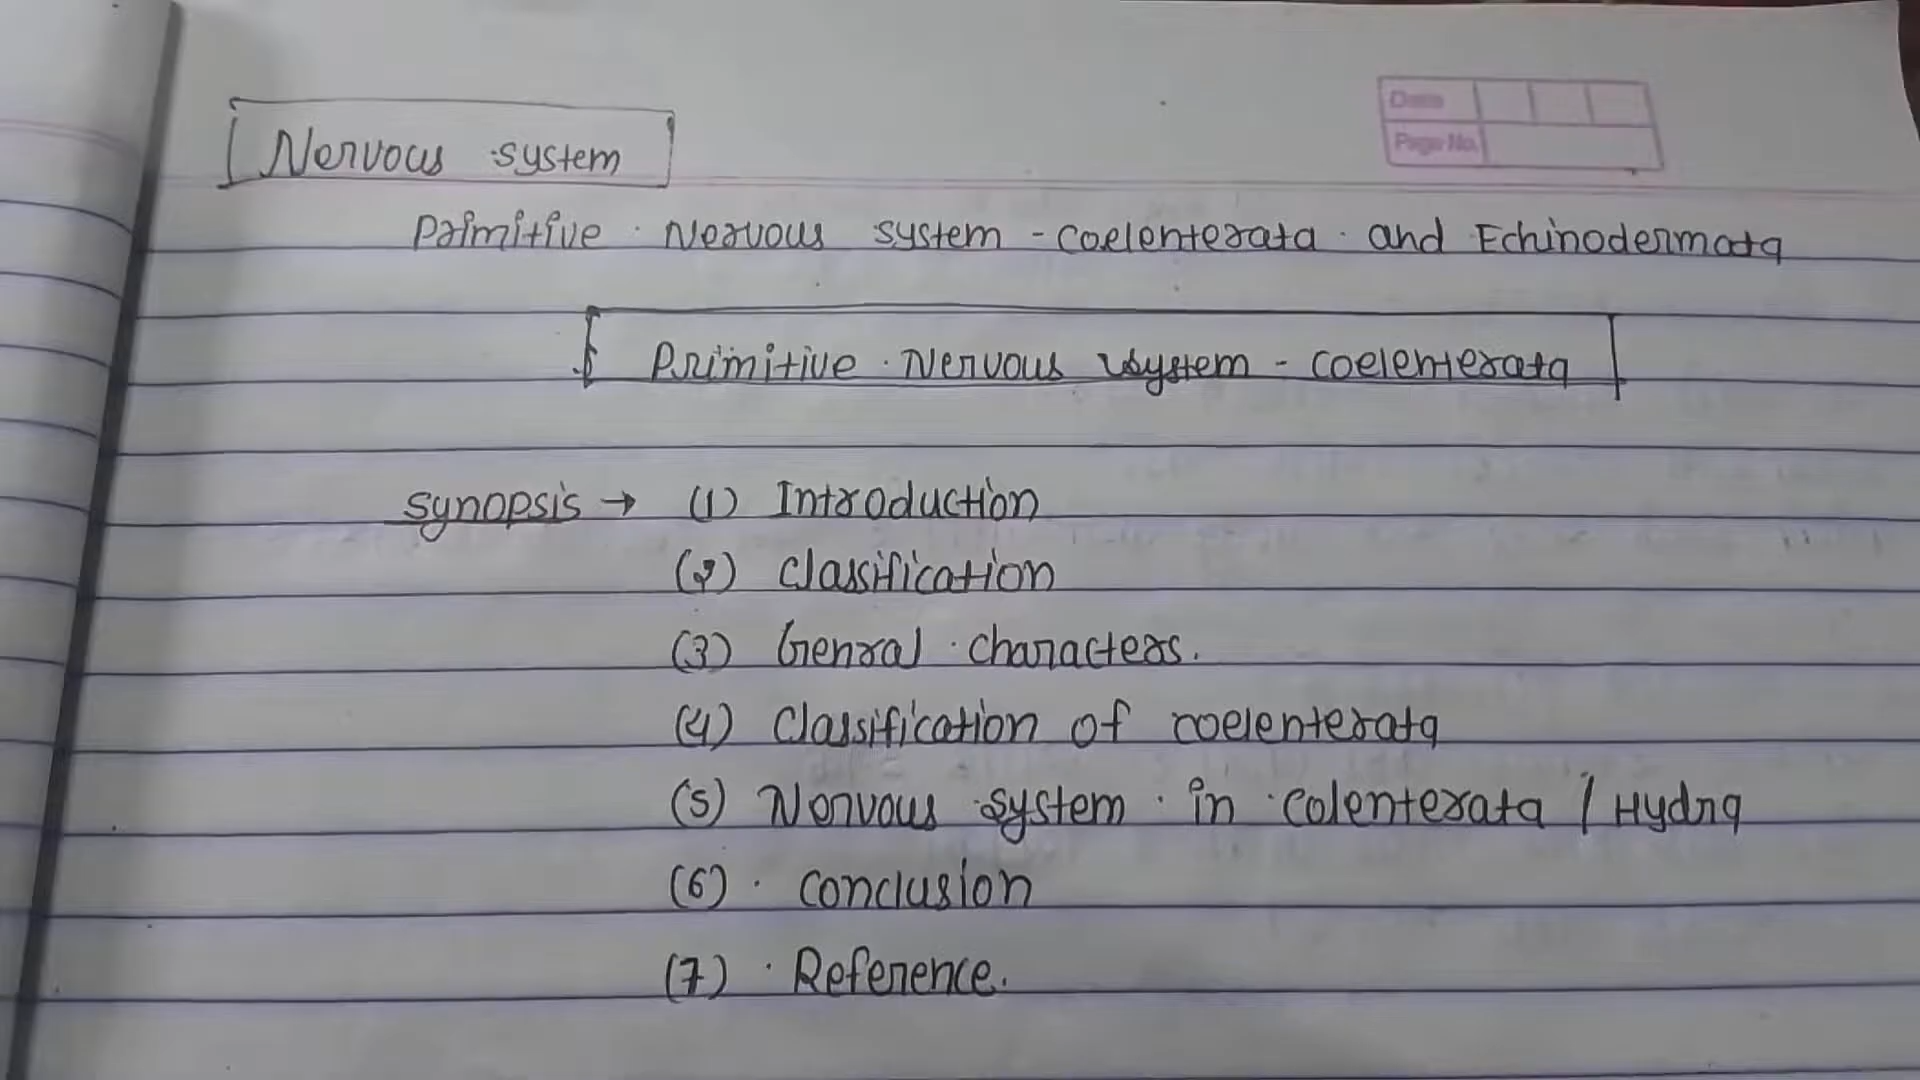 Date
Page No.
Nervous system
Primitive Nervous system - coelenterata and Echinodermata
Primitive Nervous system - coelenterata
synopsis → (1) Introduction
(2) classification
(3) Genral characters.
(4) Classification of coelenterata
(5) Nervous system in colenterata / Hydra
(6) conclusion
(7) Reference.